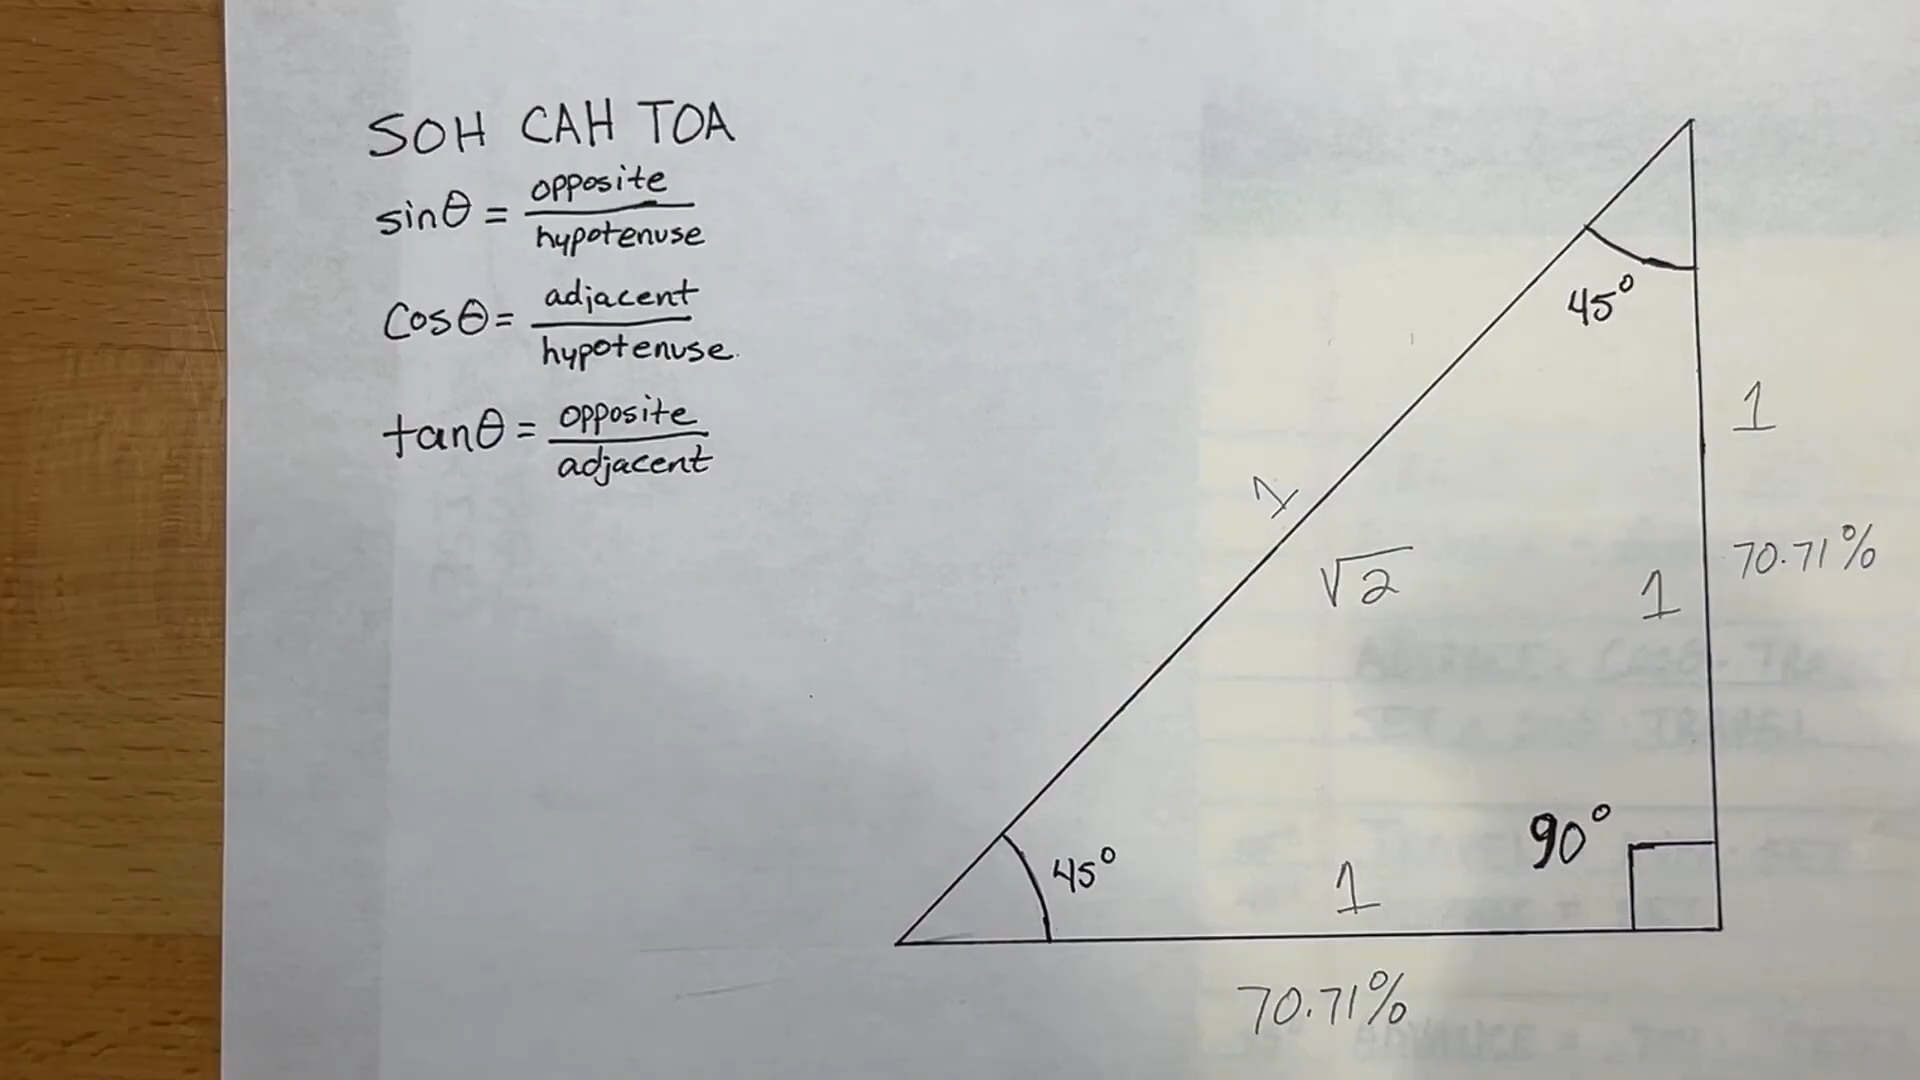 SOH CAH TOA
sinθ = opposite
hypotenuse
cosθ = adjacent
hypotenuse.
tanθ = opposite
adjacent
45°
1
1
√2
70.71%
1
90°
45°
1
70.71%